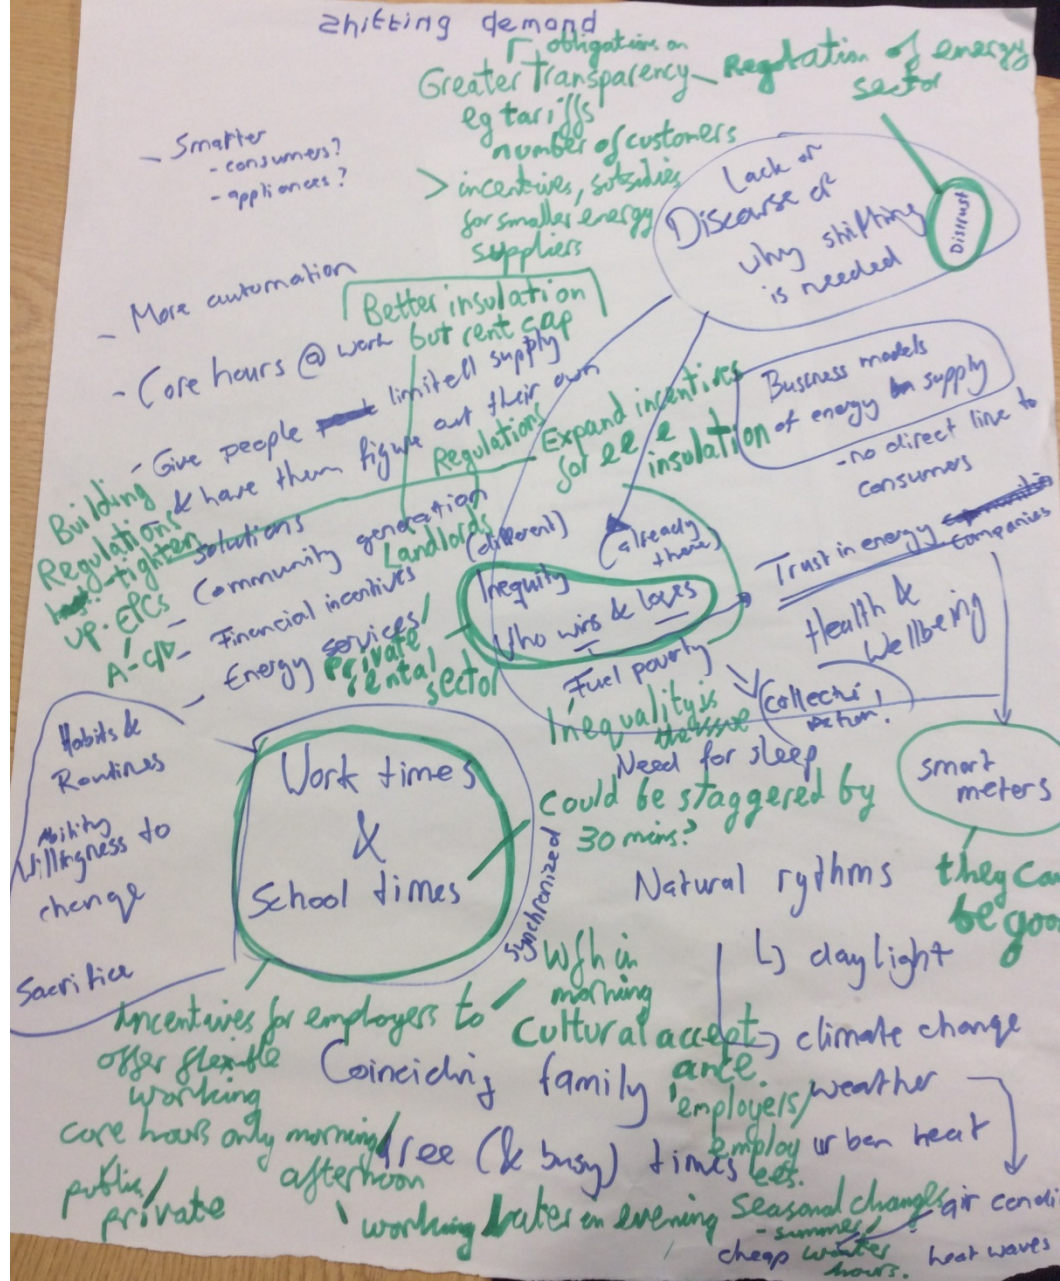 shifting demand
obligations on
Greater Transparency
eg tariffs
number of customers
> incentives, subsidies
for smaller energy
suppliers
Regulation of energy
sector
Distrust
Lack of
Discourse of
why shifting
is needed
- Smarter
- consumers?
- appliances?
- More automation
- Core hours @ work
- Give people limited supply
& have them figure out their own
solutions
- Community generation
- Financial incentives
- Energy services/
Better insulation
but rent cap
Regulations
Landlords
Expand incentives
for ee e
insulation
Business models
of energy supply
- no direct line to
consumers
Building
Regulations
- tighten
up. EPCs
A - C/D
private
rental
sector
(different)
(already
there)
Inequity
Who wins & loses
Fuel poverty
Inequality is
the issue
Trust in energy
companies
Health &
Wellbeing
Collective
action.
smart
meters
they can
be good
Habits &
Routines
Ability
Willingness to
change
Sacrifice
Work times
&
School times
synchronized
Need for sleep
could be staggered by
30 mins?
Natural rythms
↳ daylight
↳ climate change
weather
urban heat
air condi
heat waves
wfh in
morning
Cultural accept
ance.
employers/
employ
ees.
incentives for employers to
offer flexible
working
core hours only morning/
afternoon
public/
private
Coinciding family
free (& busy) times
working later in evening
seasonal changes
- summer/
winter
hours.
cheap